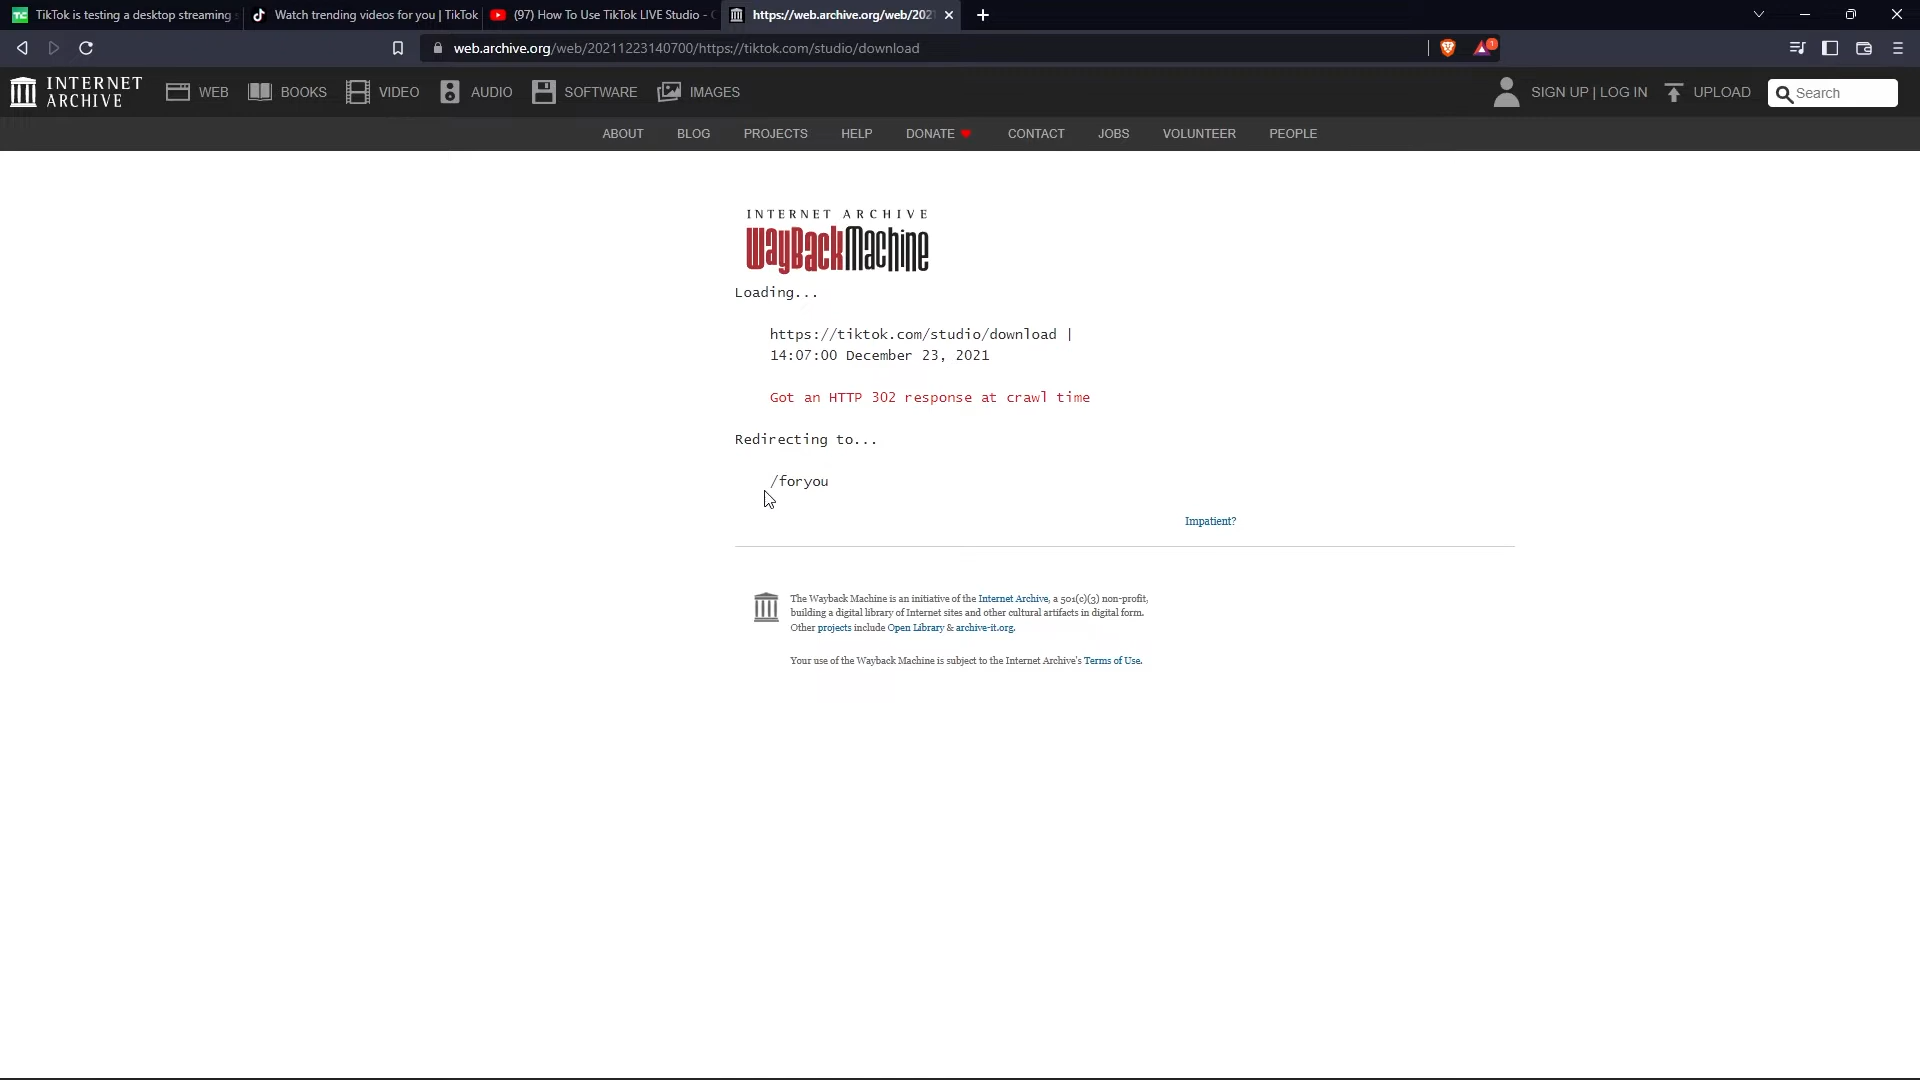 TikTok is testing a desktop streaming
Watch trending videos for you | TikTok
(97) How To Use TikTok LIVE Studio -
https://web.archive.org/web/202
web.archive.org/web/20211223140700/https://tiktok.com/studio/download
1
INTERNET ARCHIVE
WEB
BOOKS
VIDEO
AUDIO
SOFTWARE
IMAGES
SIGN UP | LOG IN
UPLOAD
Search
ABOUT
BLOG
PROJECTS
HELP
DONATE
CONTACT
JOBS
VOLUNTEER
PEOPLE
INTERNET ARCHIVE
WayBackMachine
Loading...
https://tiktok.com/studio/download |
14:07:00 December 23, 2021
Got an HTTP 302 response at crawl time
Redirecting to...
/foryou
Impatient?
The Wayback Machine is an initiative of the Internet Archive, a 501(c)(3) non-profit,
building a digital library of Internet sites and other cultural artifacts in digital form.
Other projects include Open Library & archive-it.org.
Your use of the Wayback Machine is subject to the Internet Archive's Terms of Use.